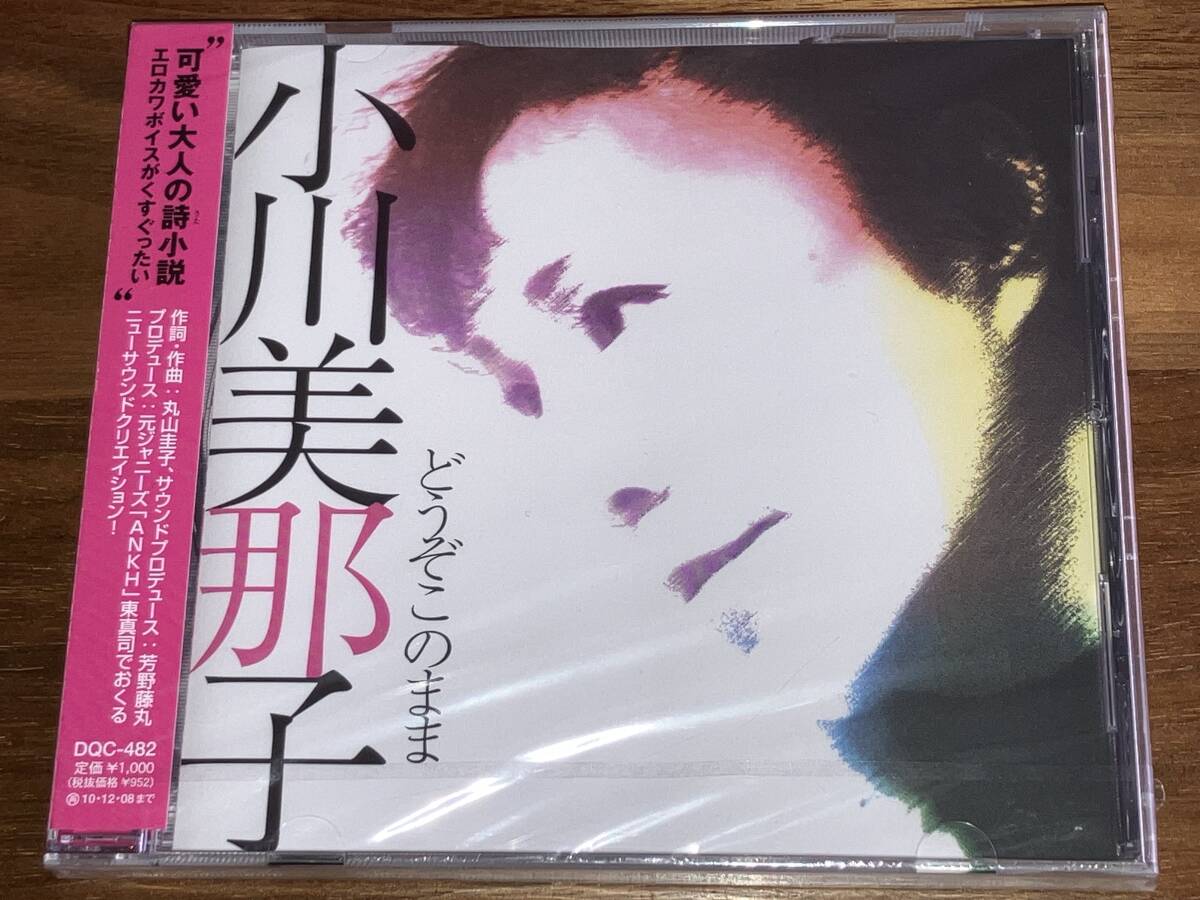 ”可愛い大人の詩小説
うた
エロカワボイスがくすぐったい“
作詞・作曲：丸山圭子、サウンドプロデュース：芳野藤丸
プロデュース：元ジャニーズ「ANKH」東真司でおくる
ニューサウンドクリエイション！
DQC-482
定価 ¥1,000
(税抜価格 ¥952)
再 10・12・08まで
小川美那子
どうぞこのまま